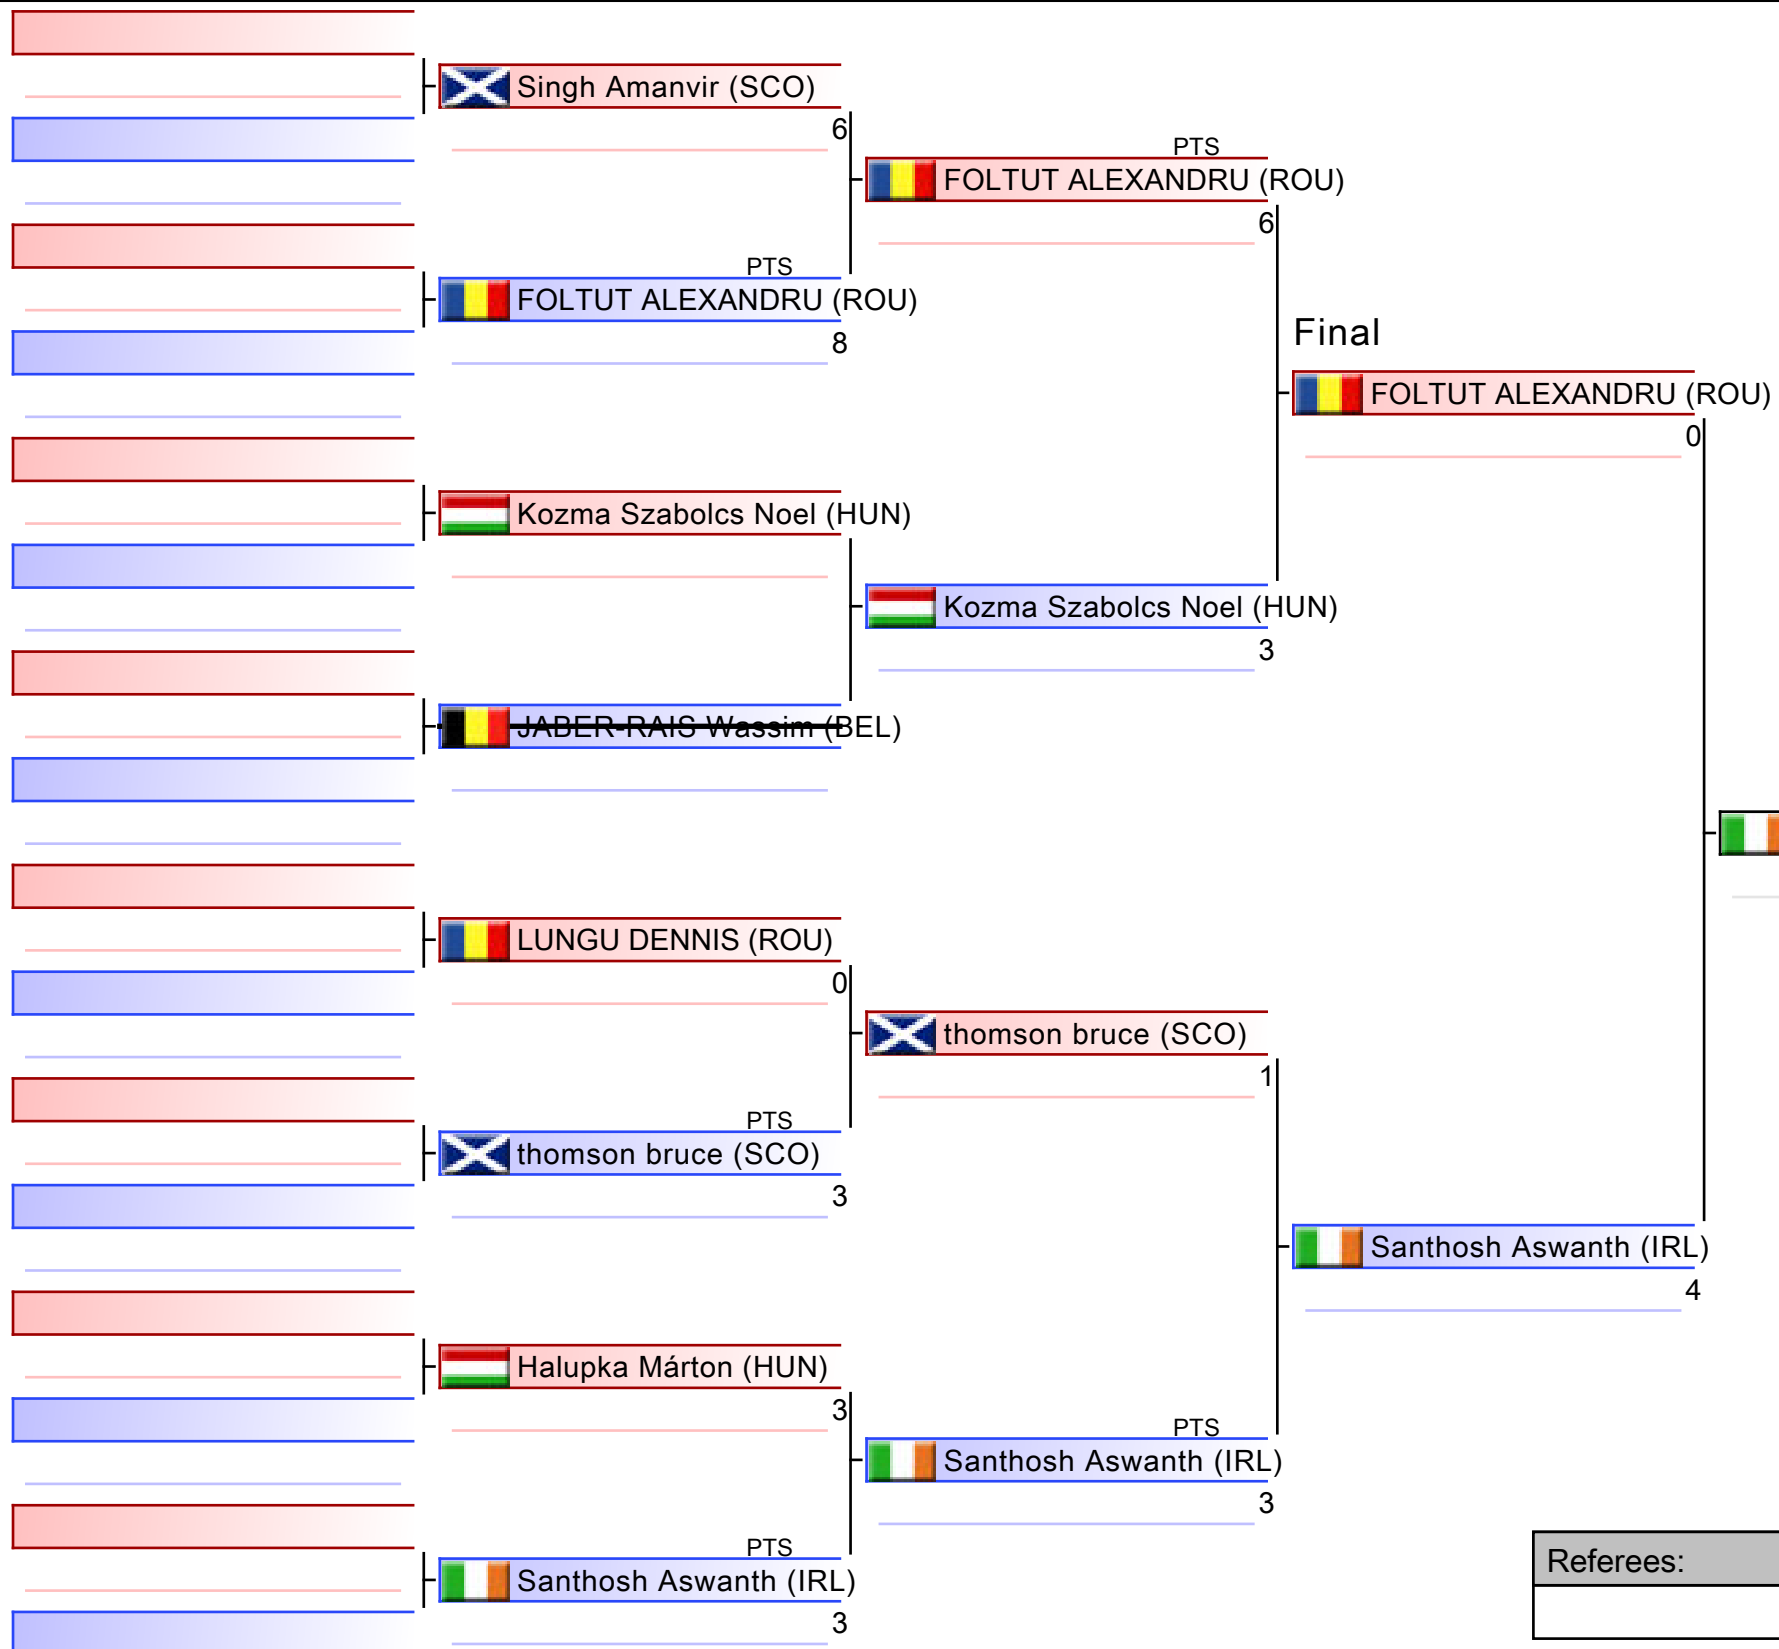 Singh Amanvir (SCO)
6
PTS
FOLTUT ALEXANDRU (ROU)
8
Kozma Szabolcs Noel (HUN)
JABER-RAIS Wassim (BEL)
LUNGU DENNIS (ROU)
0
PTS
thomson bruce (SCO)
3
Halupka Márton (HUN)
3
PTS
Santhosh Aswanth (IRL)
3
PTS
FOLTUT ALEXANDRU (ROU)
6
Kozma Szabolcs Noel (HUN)
3
thomson bruce (SCO)
1
PTS
Santhosh Aswanth (IRL)
3
Final
FOLTUT ALEXANDRU (ROU)
0
Santhosh Aswanth (IRL)
4
Referees: